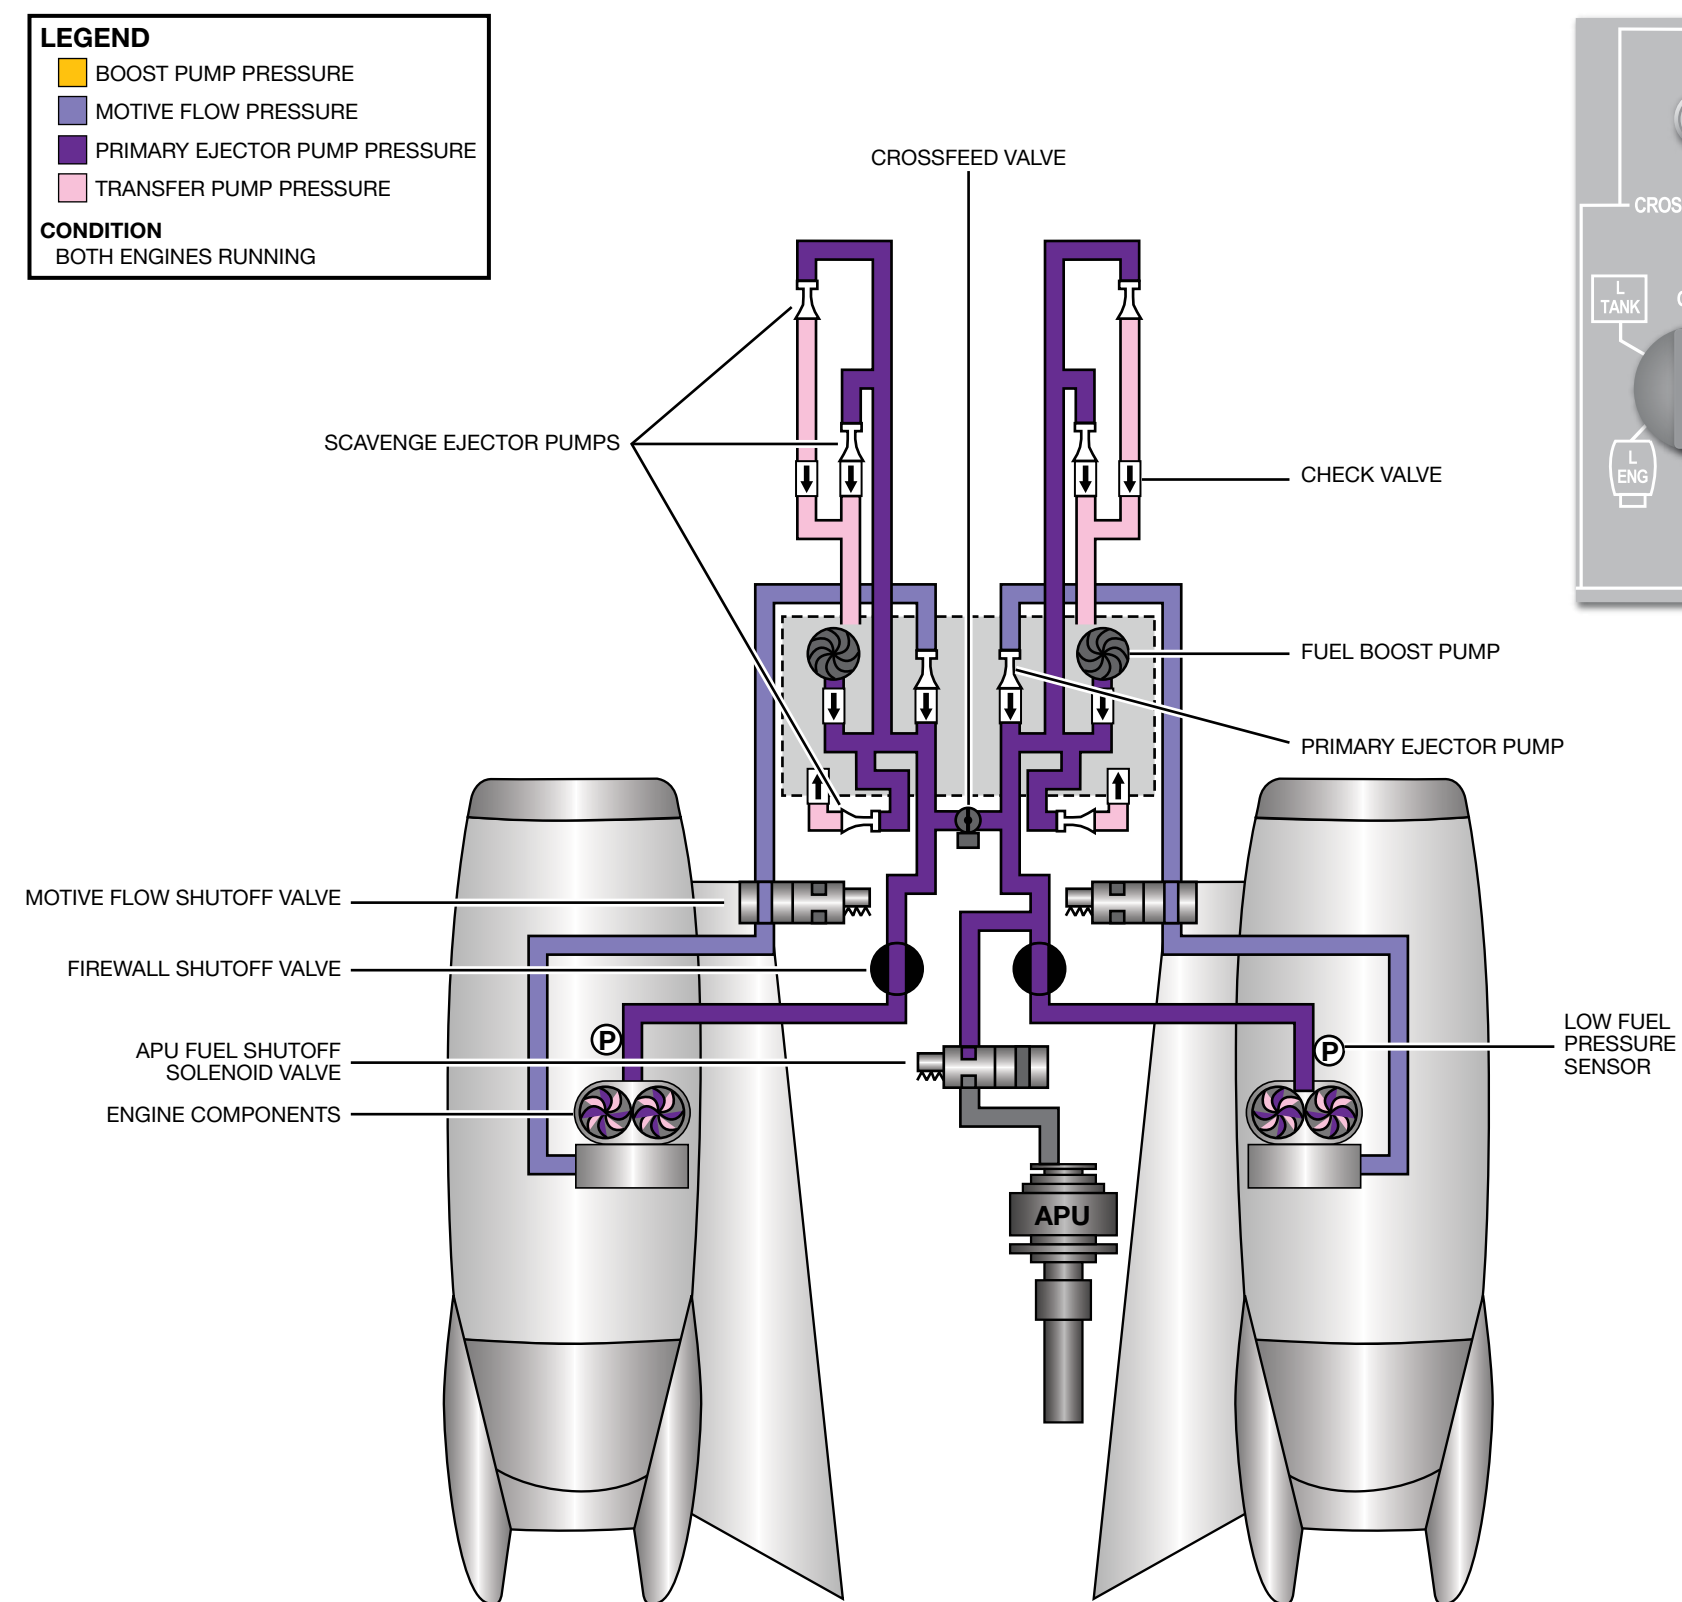 LEGEND
BOOST PUMP PRESSURE
MOTIVE FLOW PRESSURE
PRIMARY EJECTOR PUMP PRESSURE
TRANSFER PUMP PRESSURE
CONDITION
BOTH ENGINES RUNNING
CROSSFEED VALVE
CROS
L
TANK
SCAVENGE EJECTOR PUMPS
CHECK VALVE
L
ENG
FUEL BOOST PUMP
PRIMARY EJECTOR PUMP
MOTIVE FLOW SHUTOFF VALVE
FIREWALL SHUTOFF VALVE
P
P
LOW FUEL
PRESSURE
SENSOR
APU FUEL SHUTOFF
SOLENOID VALVE
ENGINE COMPONENTS
APU